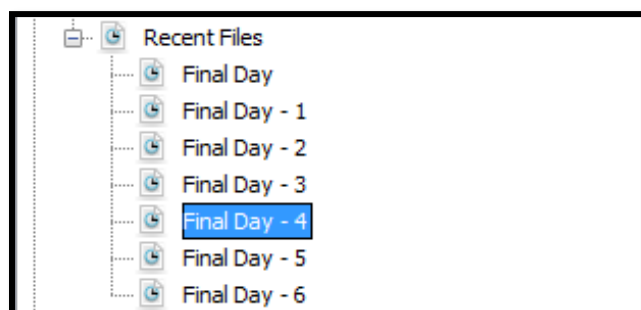 Recent Files
Final Day
Final Day - 1
Final Day - 2
Final Day - 3
Final Day - 4
Final Day - 5
Final Day - 6